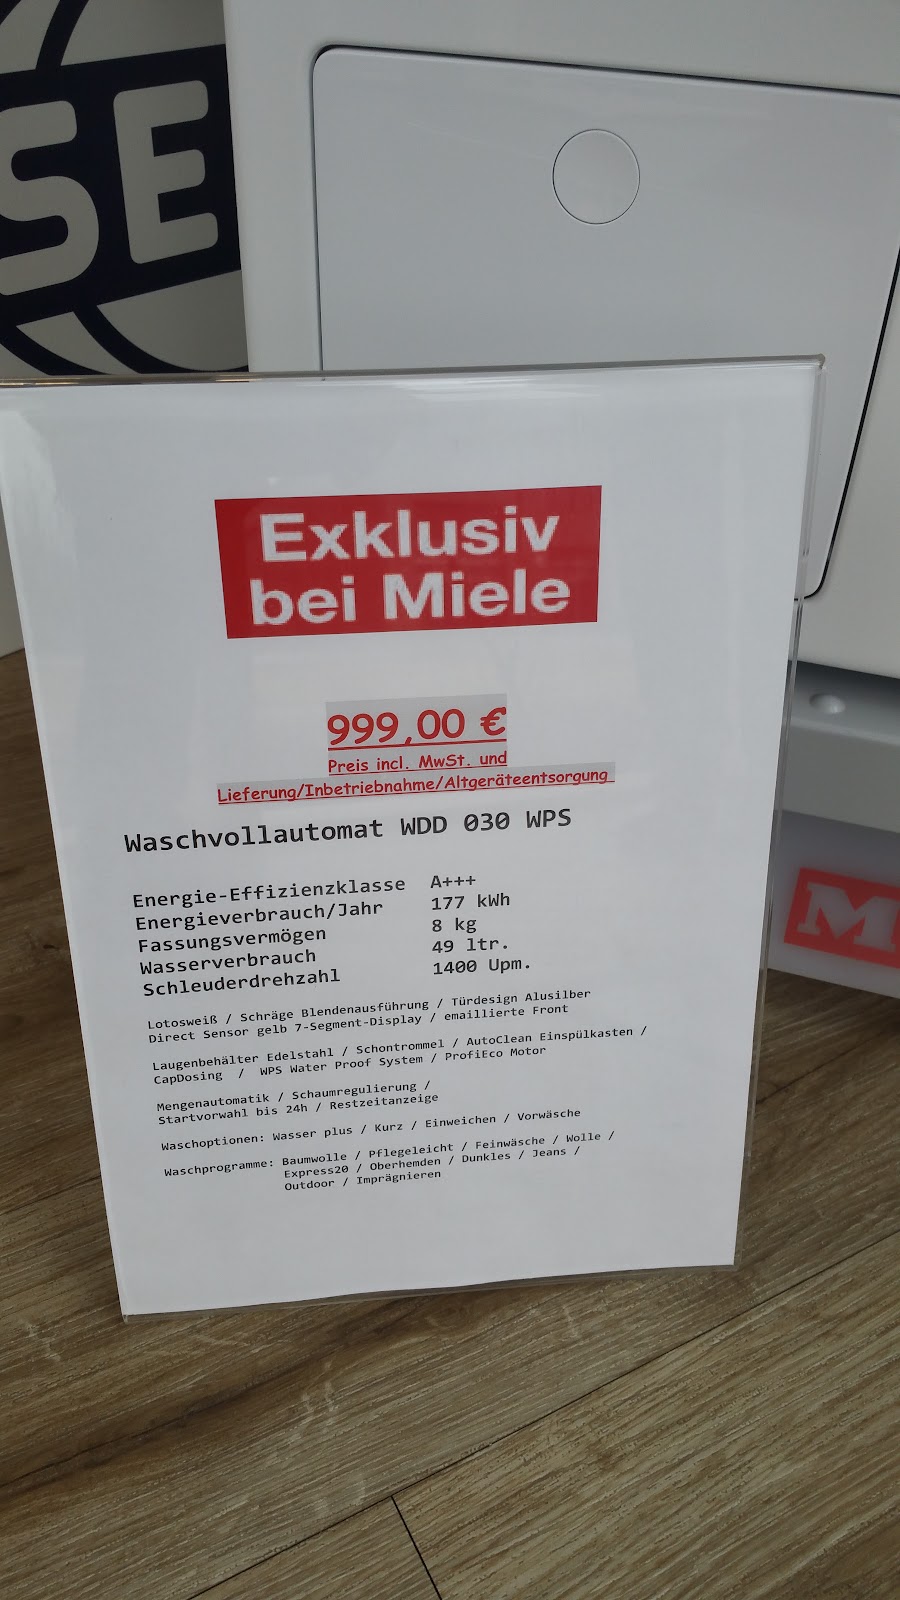 SE
Exklusiv
bei Miele
999,00 €
Preis incl. MwSt. und
Lieferung/Inbetriebnahme/Altgeräteentsorgung
Waschvollautomat WDD 030 WPS
Energie-Effizienzklasse A+++
Energieverbrauch/Jahr 177 kWh
Fassungsvermögen 8 kg
Wasserverbrauch 49 ltr.
Schleuderdrehzahl 1400 Upm.
Lotosweiß / Schräge Blendenausführung / Türdesign Alusilber
Direct Sensor gelb 7-Segment-Display / emaillierte Front
Laugenbehälter Edelstahl / Schontrommel / AutoClean Einspülkasten /
CapDosing / WPS Water Proof System / ProfiEco Motor
Mengenautomatik / Schaumregulierung /
Startvorwahl bis 24h / Restzeitanzeige
Waschoptionen: Wasser plus / Kurz / Einweichen / Vorwäsche
Waschprogramme: Baumwolle / Pflegeleicht / Feinwäsche / Wolle /
Express20 / Oberhemden / Dunkles / Jeans /
Outdoor / Imprägnieren
M